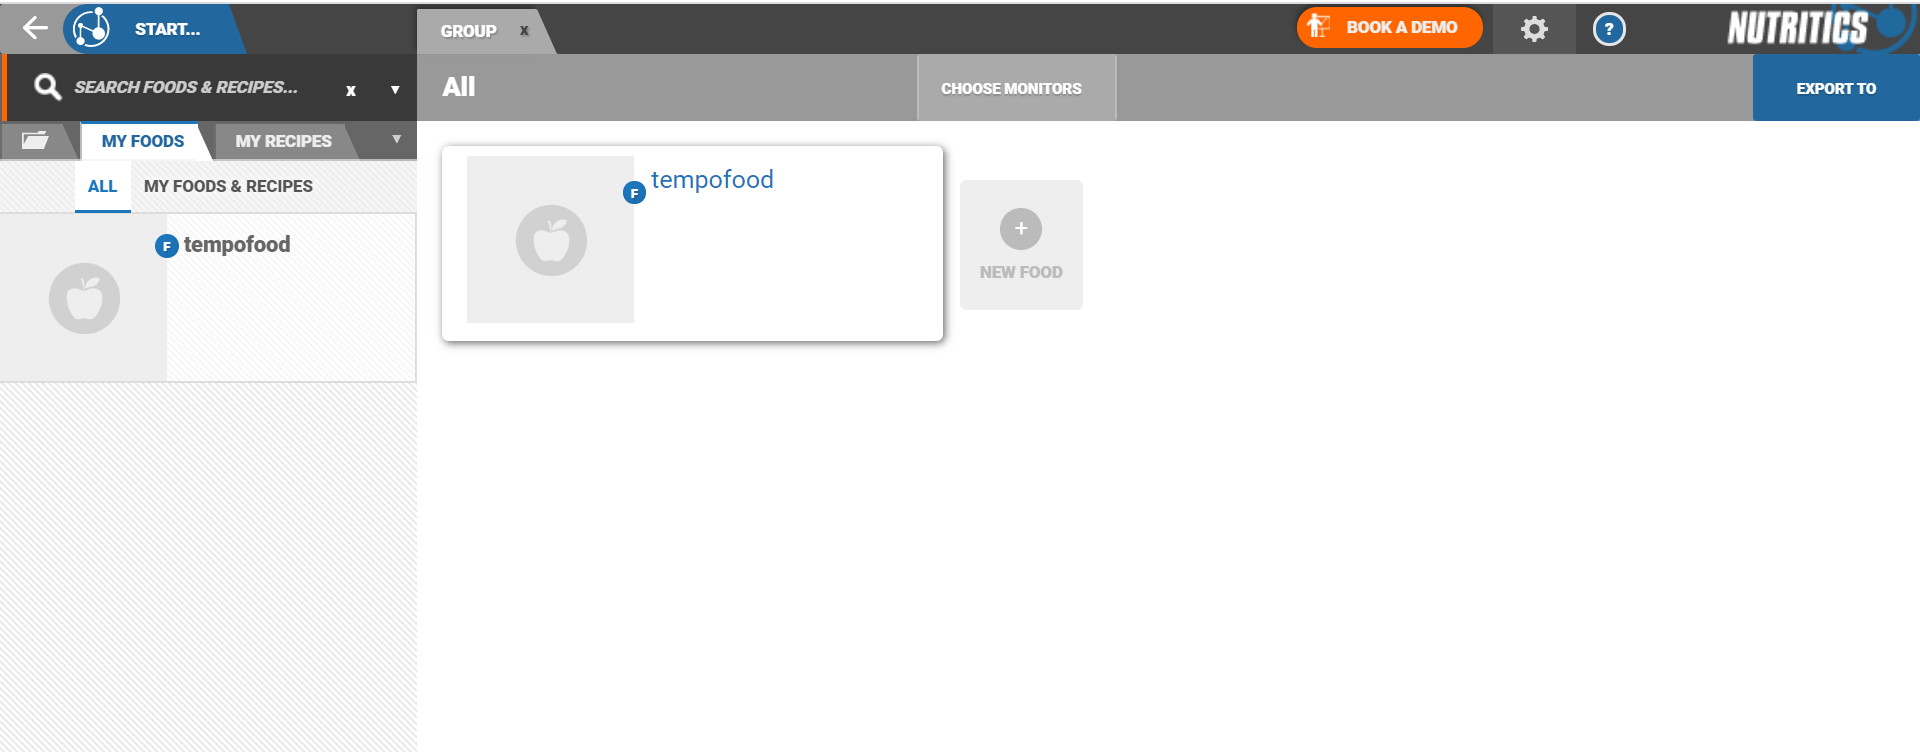 START...
GROUP x
BOOK A DEMO
?
NUTRITICS
SEARCH FOODS & RECIPES... x ▼
All
CHOOSE MONITORS
EXPORT TO
MY FOODS
MY RECIPES ▼
ALL
MY FOODS & RECIPES
F tempofood
F tempofood
+
NEW FOOD